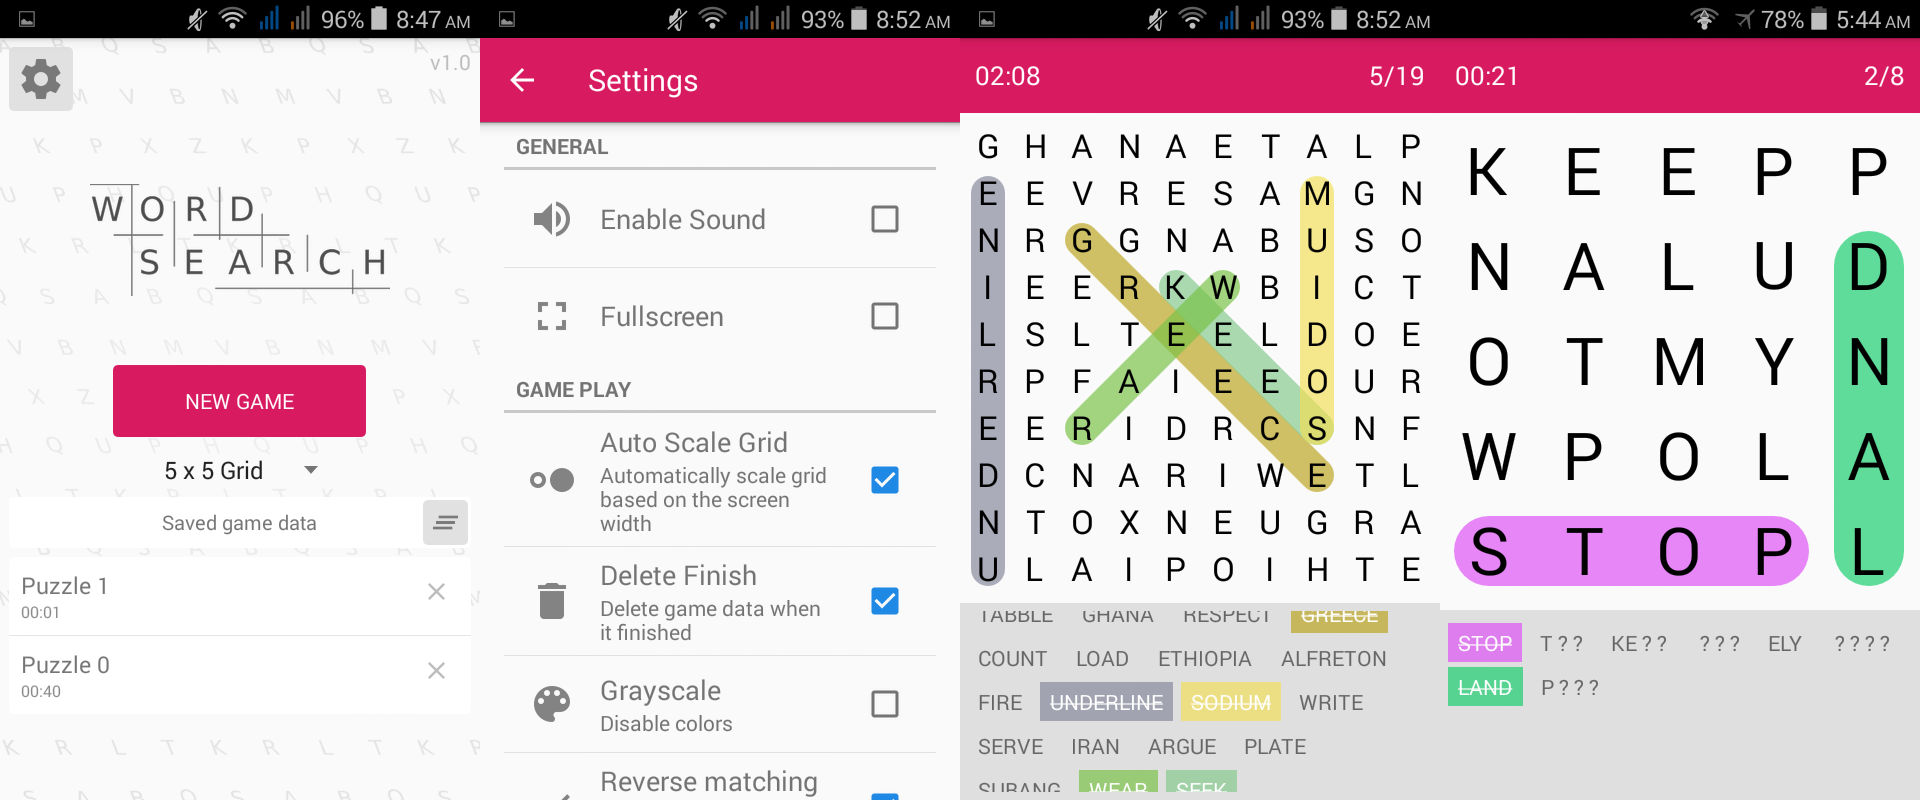 96% 8:47 AM
v1.0
WORD
SEARCH
NEW GAME
5 x 5 Grid
Saved game data
Puzzle 1
00:01
Puzzle 0
00:40
93% 8:52 AM
Settings
GENERAL
Enable Sound
Fullscreen
GAME PLAY
Auto Scale Grid
Automatically scale grid
based on the screen
width
Delete Finish
Delete game data when
it finished
Grayscale
Disable colors
Reverse matching
93% 8:52 AM
02:08 5/19
G H A N A E T A L P
E E V R E S A M G N
N R G G N A B U S O
I E E R K W B I C T
L S L T E E L D O E
R P F A I E E O U R
E E R I D R C S N F
D C N A R I W E T L
N T O X N E U G R A
U L A I P O I H T E
TABBLE GHANA RESPECT GREECE
COUNT LOAD ETHIOPIA ALFRETON
FIRE UNDERLINE SODIUM WRITE
SERVE IRAN ARGUE PLATE
SUBANG WEAR SEEK
78% 5:44 AM
00:21 2/8
K E E P P
N A L U D
O T M Y N
W P O L A
S T O P L
STOP T?? KE?? ??? ELY ????
LAND P???